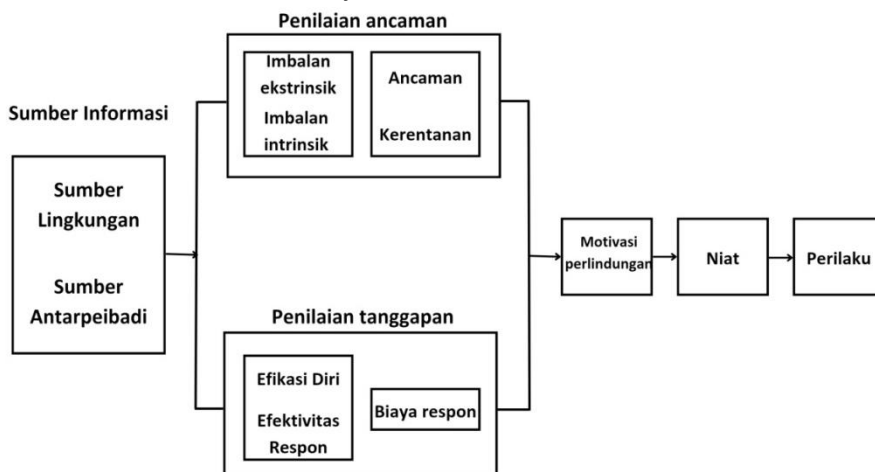 Penilaian ancaman
Imbalan
ekstrinsik
Imbalan
intrinsik
Ancaman
Kerentanan
Sumber Informasi
Sumber
Lingkungan
Sumber
Antarpeibadi
Motivasi
perlindungan
Niat
Perilaku
Penilaian tanggapan
Efikasi Diri
Efektivitas
Respon
Biaya respon